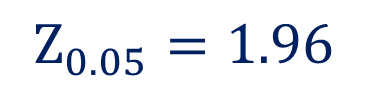 Z₀.₀₅ = 1.96